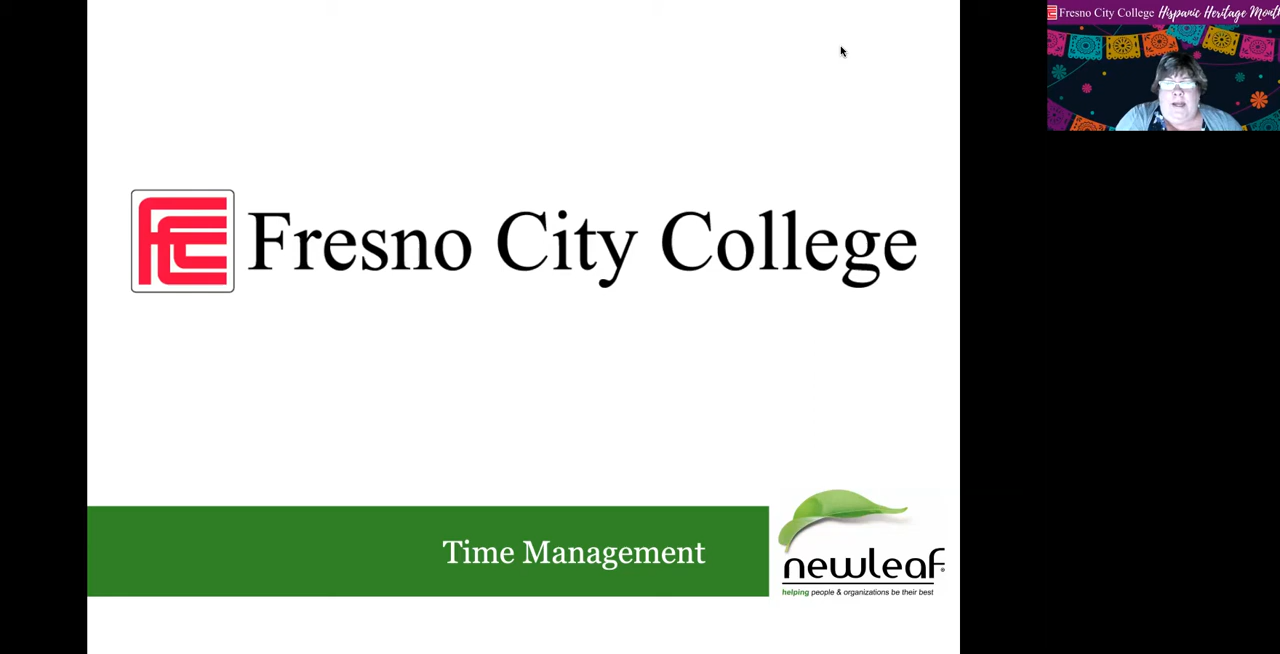 Fresno City College Hispanic Heritage Month
Fresno City College
Time Management
newleaf
helping people & organizations be their best